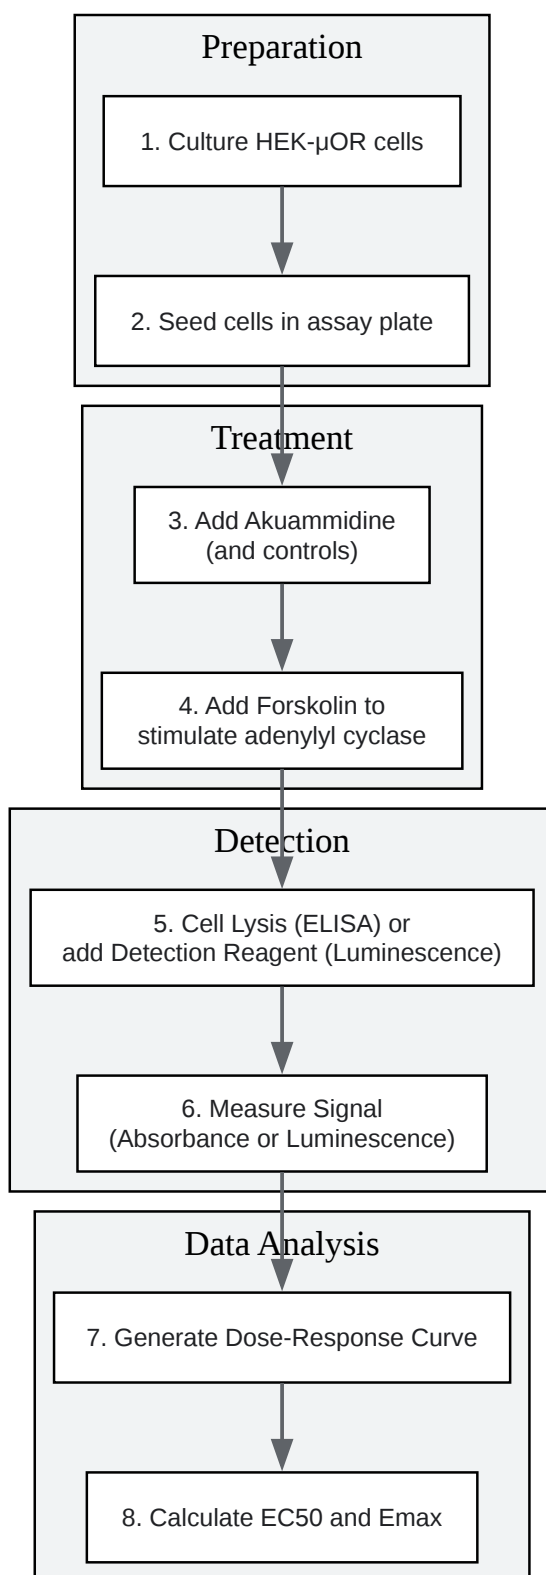 Preparation
1. Culture HEK-μOR cells
2. Seed cells in assay plate
Treatment
3. Add Akuammidine
(and controls)
4. Add Forskolin to
stimulate adenylyl cyclase
Detection
5. Cell Lysis (ELISA) or
add Detection Reagent (Luminescence)
6. Measure Signal
(Absorbance or Luminescence)
Data Analysis
7. Generate Dose-Response Curve
8. Calculate EC50 and Emax